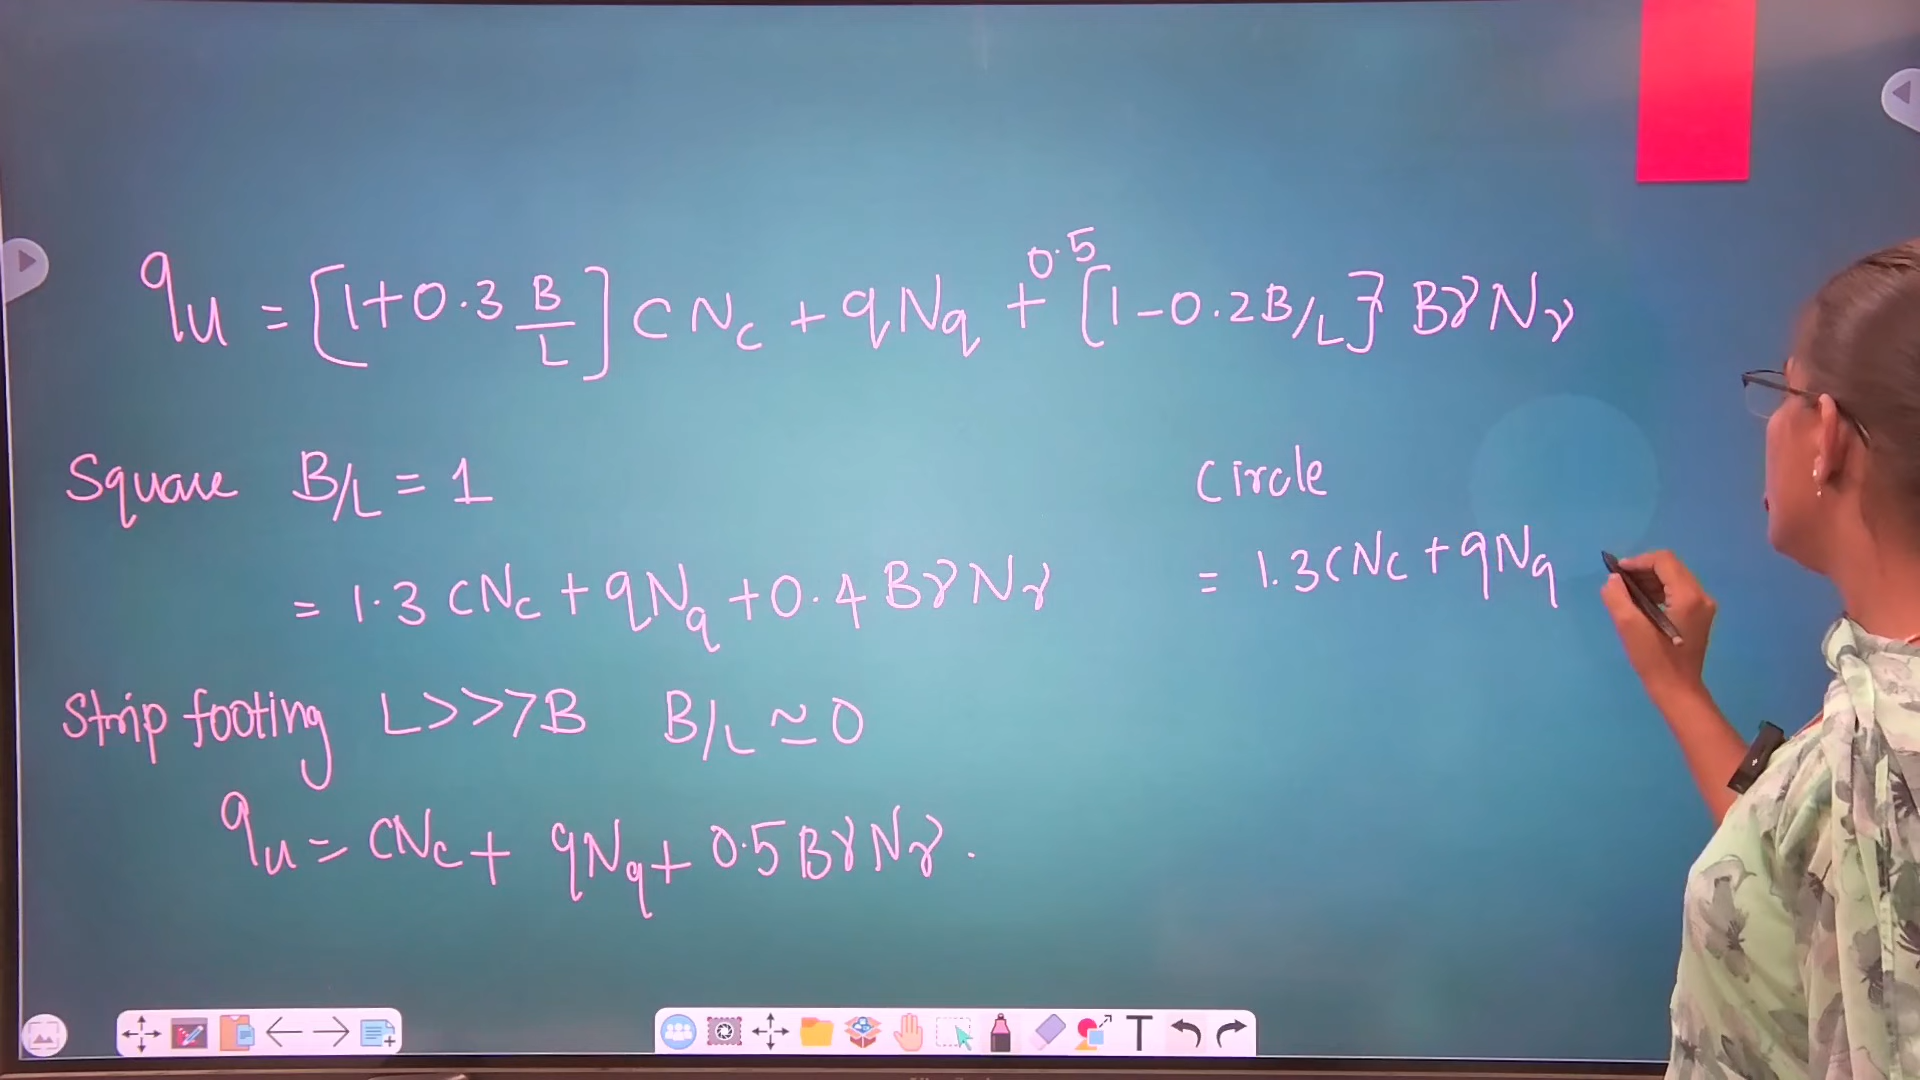 qu = [1+0.3 B/L] CNc + qNq + 0.5 [1-0.2B/L] BγNγ
Square B/L = 1
= 1.3 CNc + qNq + 0.4 BγNγ
Strip footing L>>>B B/L ≃ 0
qu = CNc + qNq + 0.5 BγNγ .
Circle
= 1.3CNc + qNq
T